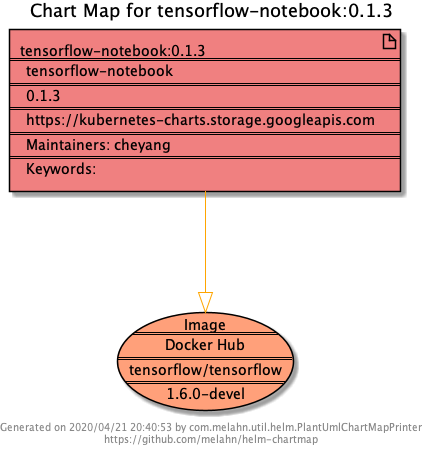 Chart Map for tensorflow-notebook:0.1.3
tensorflow-notebook:0.1.3
tensorflow-notebook
0.1.3
https://kubernetes-charts.storage.googleapis.com
Maintainers: cheyang
Keywords:
Image
Docker Hub
tensorflow/tensorflow
1.6.0-devel
Generated on 2020/04/21 20:40:53 by com.melahn.util.helm.PlantUmlChartMapPrinter
https://github.com/melahn/helm-chartmap